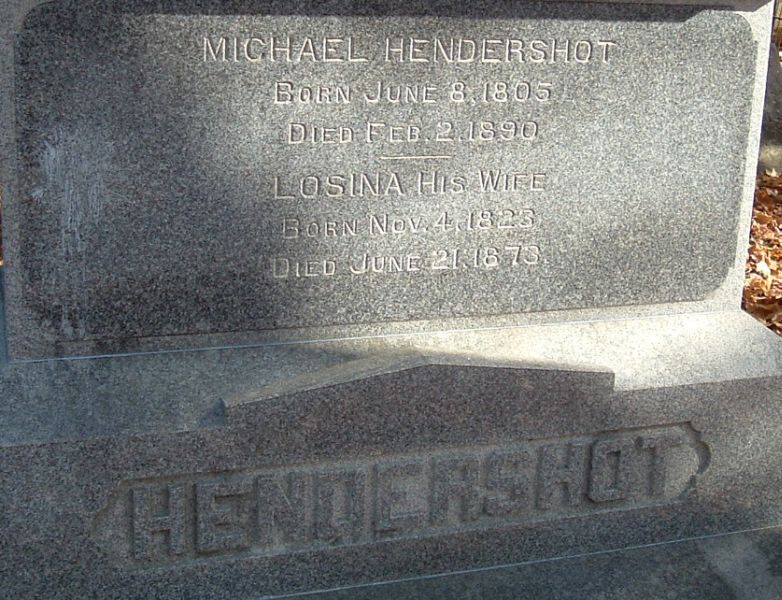 MICHAEL HENDERSHOT
BORN JUNE 8, 1805
DIED FEB. 2, 1890
LOSINA HIS WIFE
BORN NOV. 4, 1823
DIED JUNE 21, 1873.
HENDERSHOT